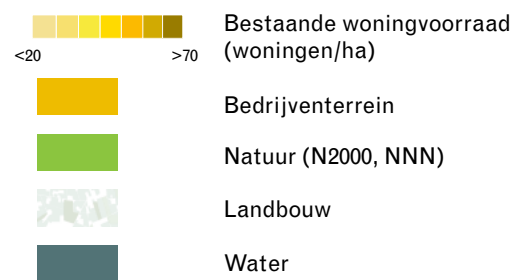 Bestaande woningvoorraad
<20 >70 (woningen/ha)
Bedrijventerrein
Natuur (N2000, NNN)
Landbouw
Water